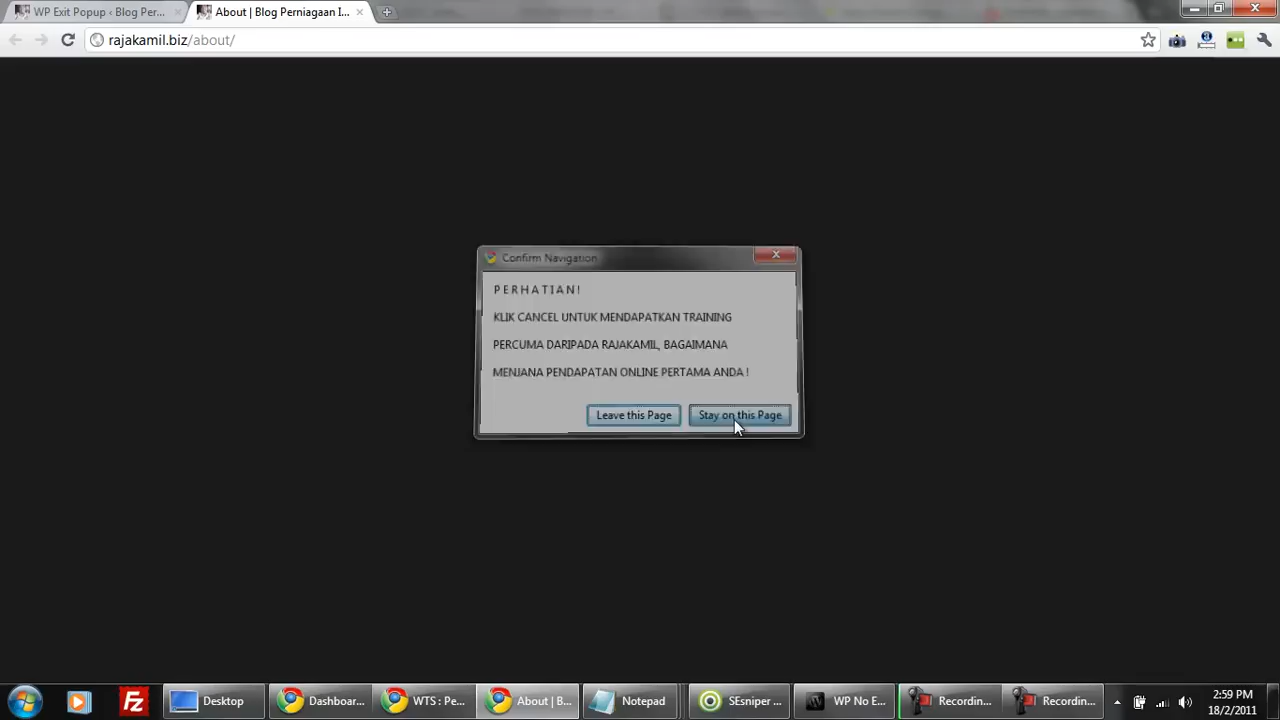 WP Exit Popup ‹ Blog Per...
About | Blog Perniagaan I...
rajakamil.biz/about/
Confirm Navigation
P E R H A T I A N !
KLIK CANCEL UNTUK MENDAPATKAN TRAINING
PERCUMA DARIPADA RAJAKAMIL, BAGAIMANA
MENJANA PENDAPATAN ONLINE PERTAMA ANDA !
Leave this Page
Stay on this Page
Desktop
Dashboar...
WTS : Pe...
About | B...
Notepad
SEsniper ...
WP No E...
Recordin...
Recordin...
2:59 PM
18/2/2011